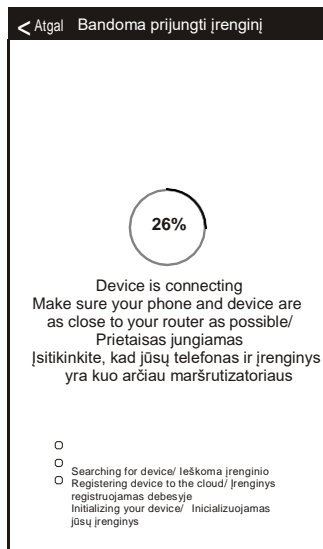 < Atgal Bandoma prijungti įrenginį
26%
Device is connecting
Make sure your phone and device are
as close to your router as possible/
Prietaisas jungiamas
Įsitikinkite, kad jūsų telefonas ir įrenginys
yra kuo arčiau maršrutizatoriaus
Searching for device/ Ieškoma įrenginio
Registering device to the cloud/ Įrenginys
registruojamas debesyje
Initializing your device/ Inicializuojamas
jūsų įrenginys